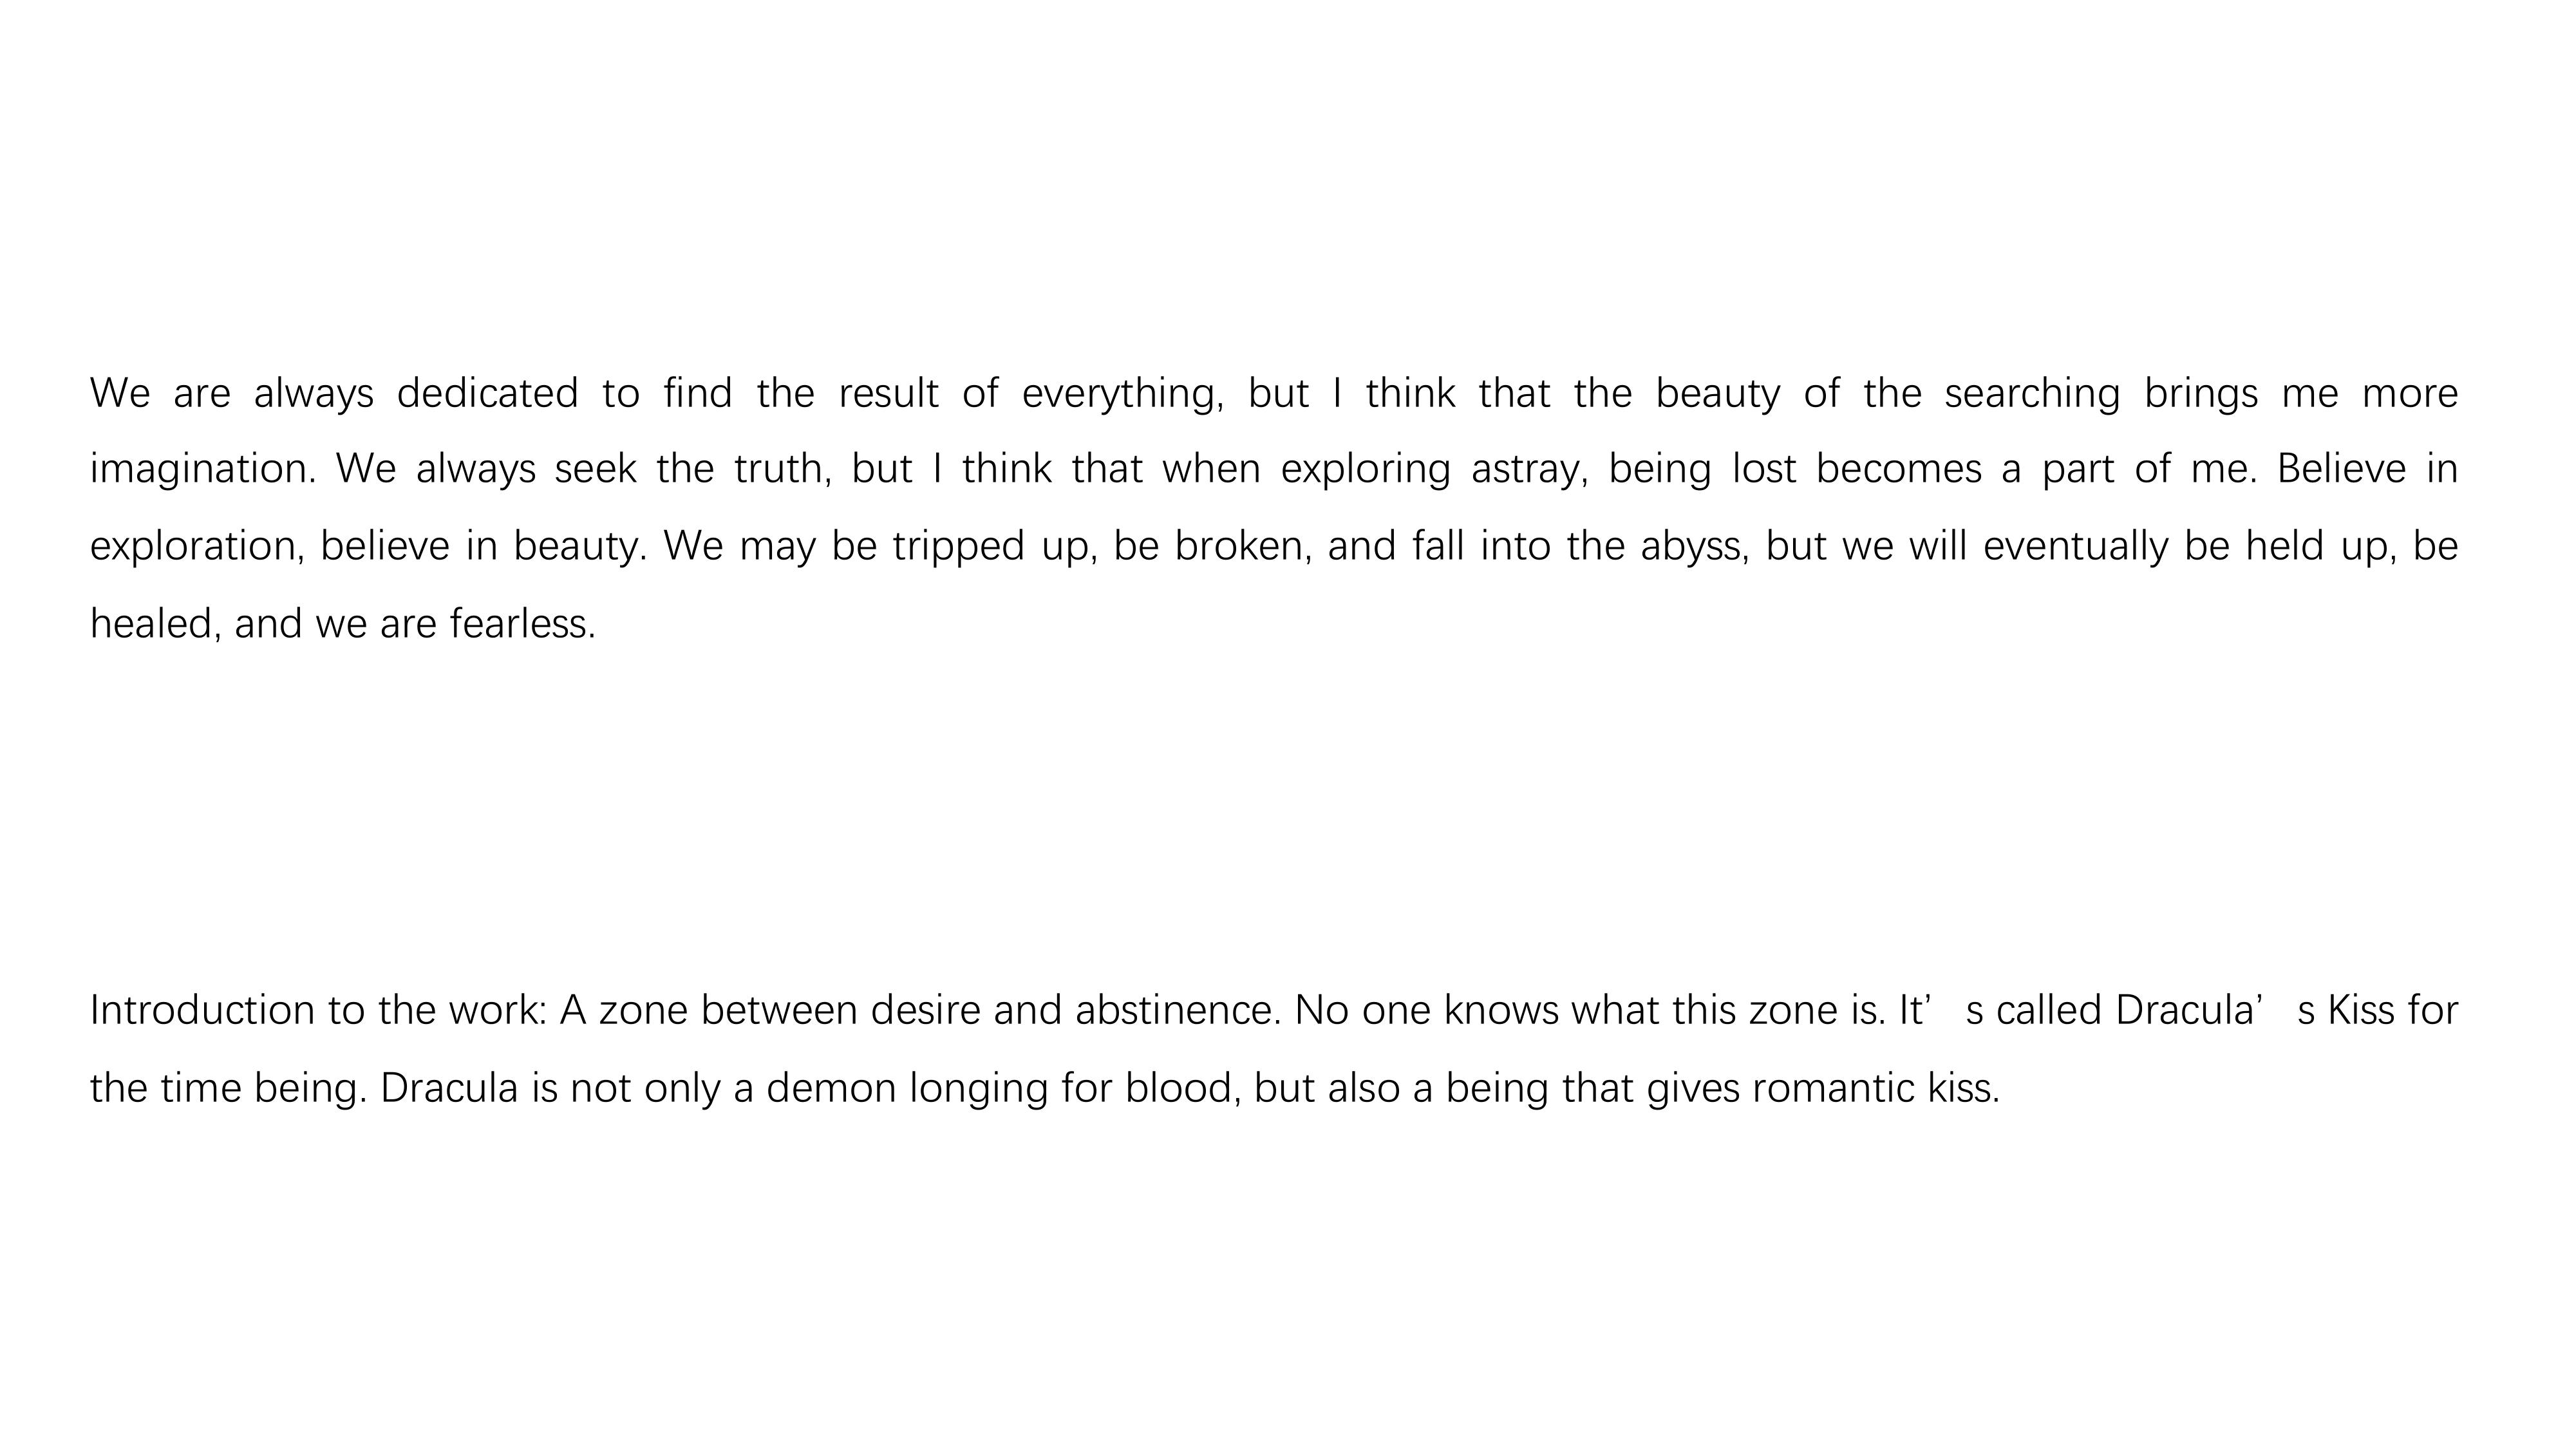 We are always dedicated to find the result of everything, but I think that the beauty of the searching brings me more
imagination. We always seek the truth, but I think that when exploring astray, being lost becomes a part of me. Believe in
exploration, believe in beauty. We may be tripped up, be broken, and fall into the abyss, but we will eventually be held up, be
healed, and we are fearless.
Introduction to the work: A zone between desire and abstinence. No one knows what this zone is. It’ s called Dracula’ s Kiss for
the time being. Dracula is not only a demon longing for blood, but also a being that gives romantic kiss.